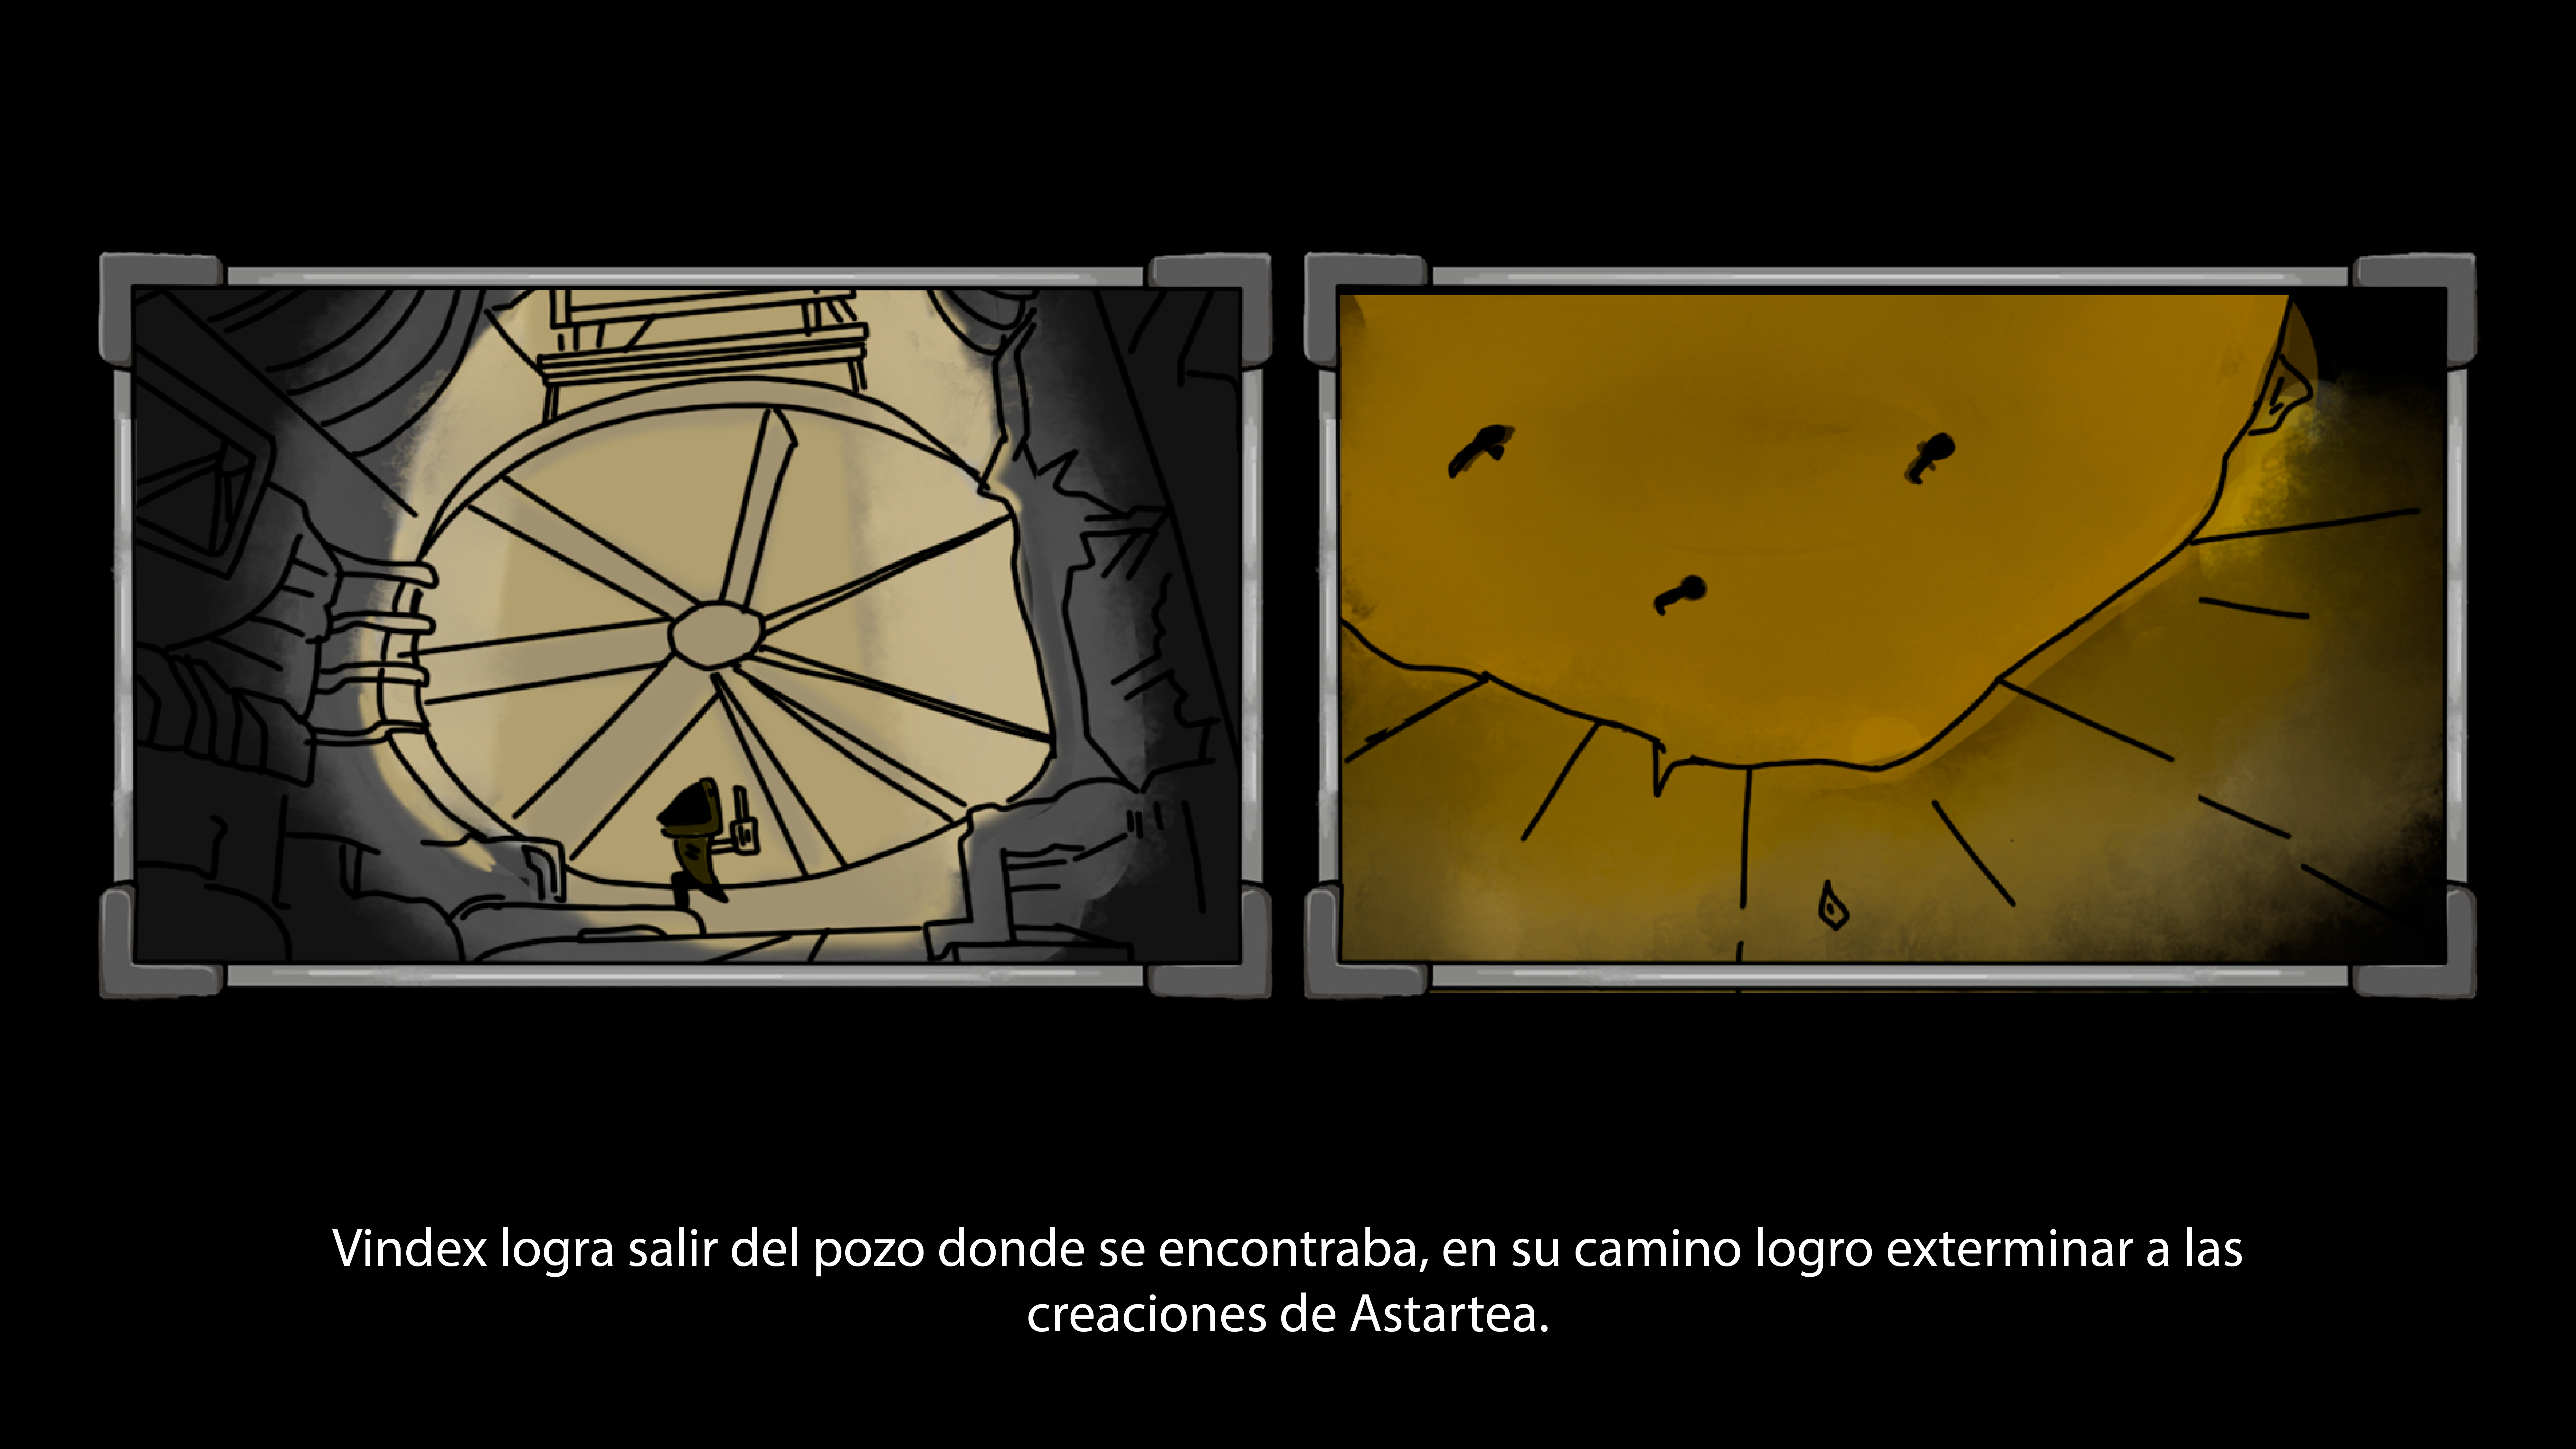 Vindex logra salir del pozo donde se encontraba, en su camino logro exterminar a las
creaciones de Astartea.